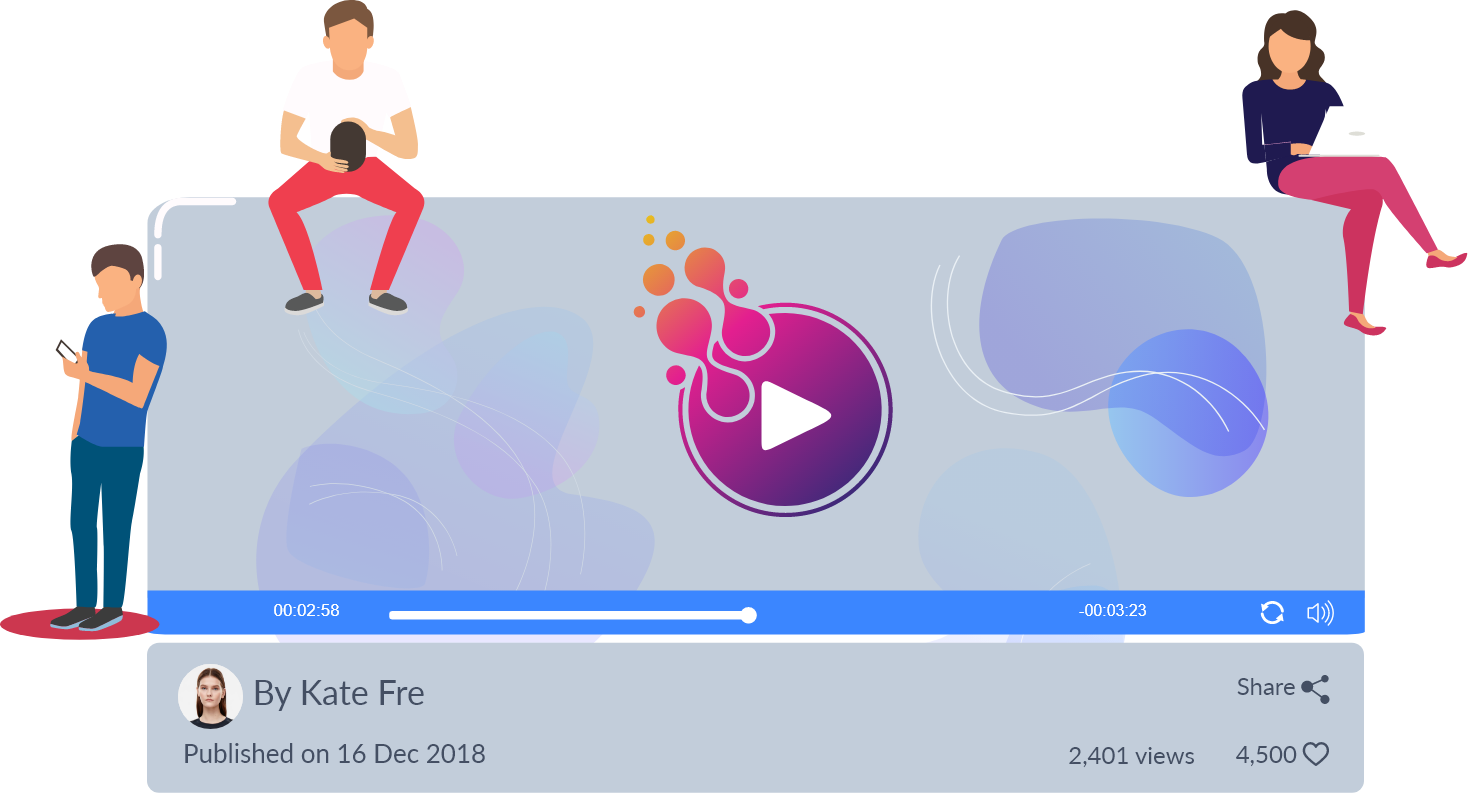 00:02:58
-00:03:23
By Kate Fre
Share
Published on 16 Dec 2018
2,401 views
4,500